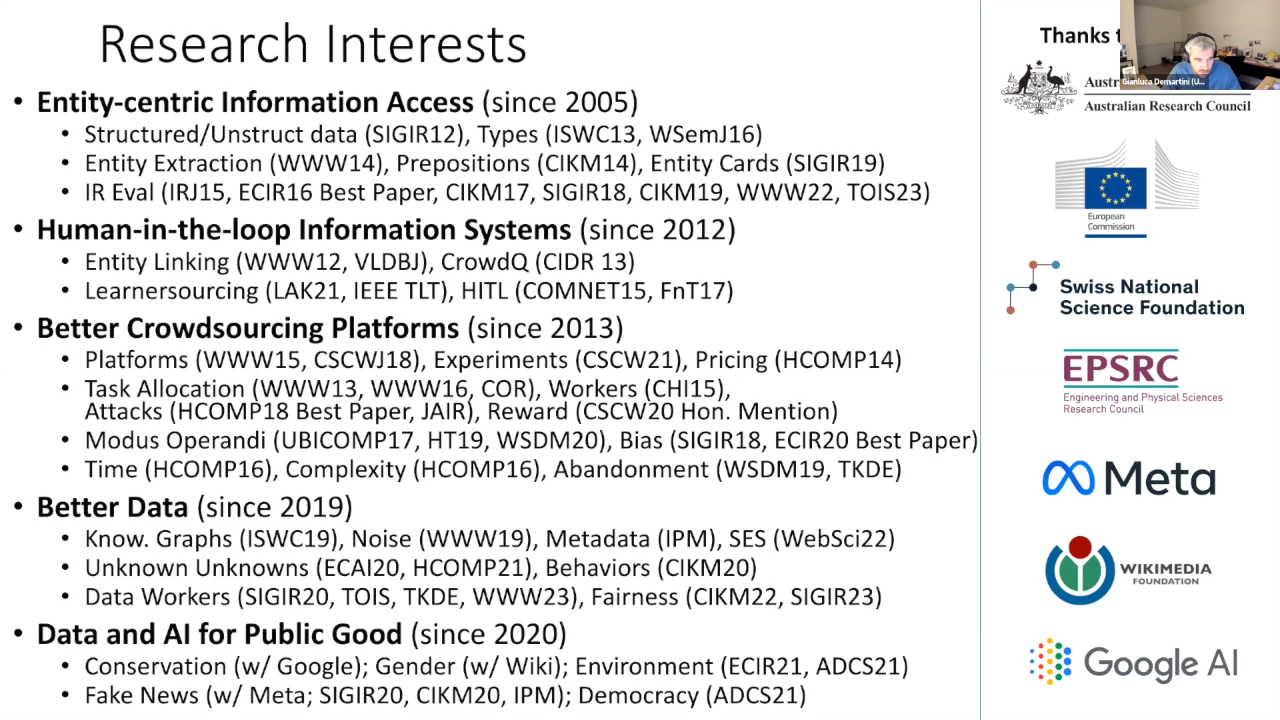 Research Interests
• Entity-centric Information Access (since 2005)
• Structured/Unstruct data (SIGIR12), Types (ISWC13, WSemJ16)
• Entity Extraction (WWW14), Prepositions (CIKM14), Entity Cards (SIGIR19)
• IR Eval (IRJ15, ECIR16 Best Paper, CIKM17, SIGIR18, CIKM19, WWW22, TOIS23)
• Human-in-the-loop Information Systems (since 2012)
• Entity Linking (WWW12, VLDBJ), CrowdQ (CIDR 13)
• Learnersourcing (LAK21, IEEE TLT), HITL (COMNET15, FnT17)
• Better Crowdsourcing Platforms (since 2013)
• Platforms (WWW15, CSCWJ18), Experiments (CSCW21), Pricing (HCOMP14)
• Task Allocation (WWW13, WWW16, COR), Workers (CHI15),
Attacks (HCOMP18 Best Paper, JAIR), Reward (CSCW20 Hon. Mention)
• Modus Operandi (UBICOMP17, HT19, WSDM20), Bias (SIGIR18, ECIR20 Best Paper)
• Time (HCOMP16), Complexity (HCOMP16), Abandonment (WSDM19, TKDE)
• Better Data (since 2019)
• Know. Graphs (ISWC19), Noise (WWW19), Metadata (IPM), SES (WebSci22)
• Unknown Unknowns (ECAI20, HCOMP21), Behaviors (CIKM20)
• Data Workers (SIGIR20, TOIS, TKDE, WWW23), Fairness (CIKM22, SIGIR23)
• Data and AI for Public Good (since 2020)
• Conservation (w/ Google); Gender (w/ Wiki); Environment (ECIR21, ADCS21)
• Fake News (w/ Meta; SIGIR20, CIKM20, IPM); Democracy (ADCS21)
Thanks t
Gianluca Demartini (U...
Austr
Australian Research Council
European
Commission
Swiss National
Science Foundation
EPSRC
Engineering and Physical Sciences
Research Council
Meta
WIKIMEDIA
FOUNDATION
Google AI